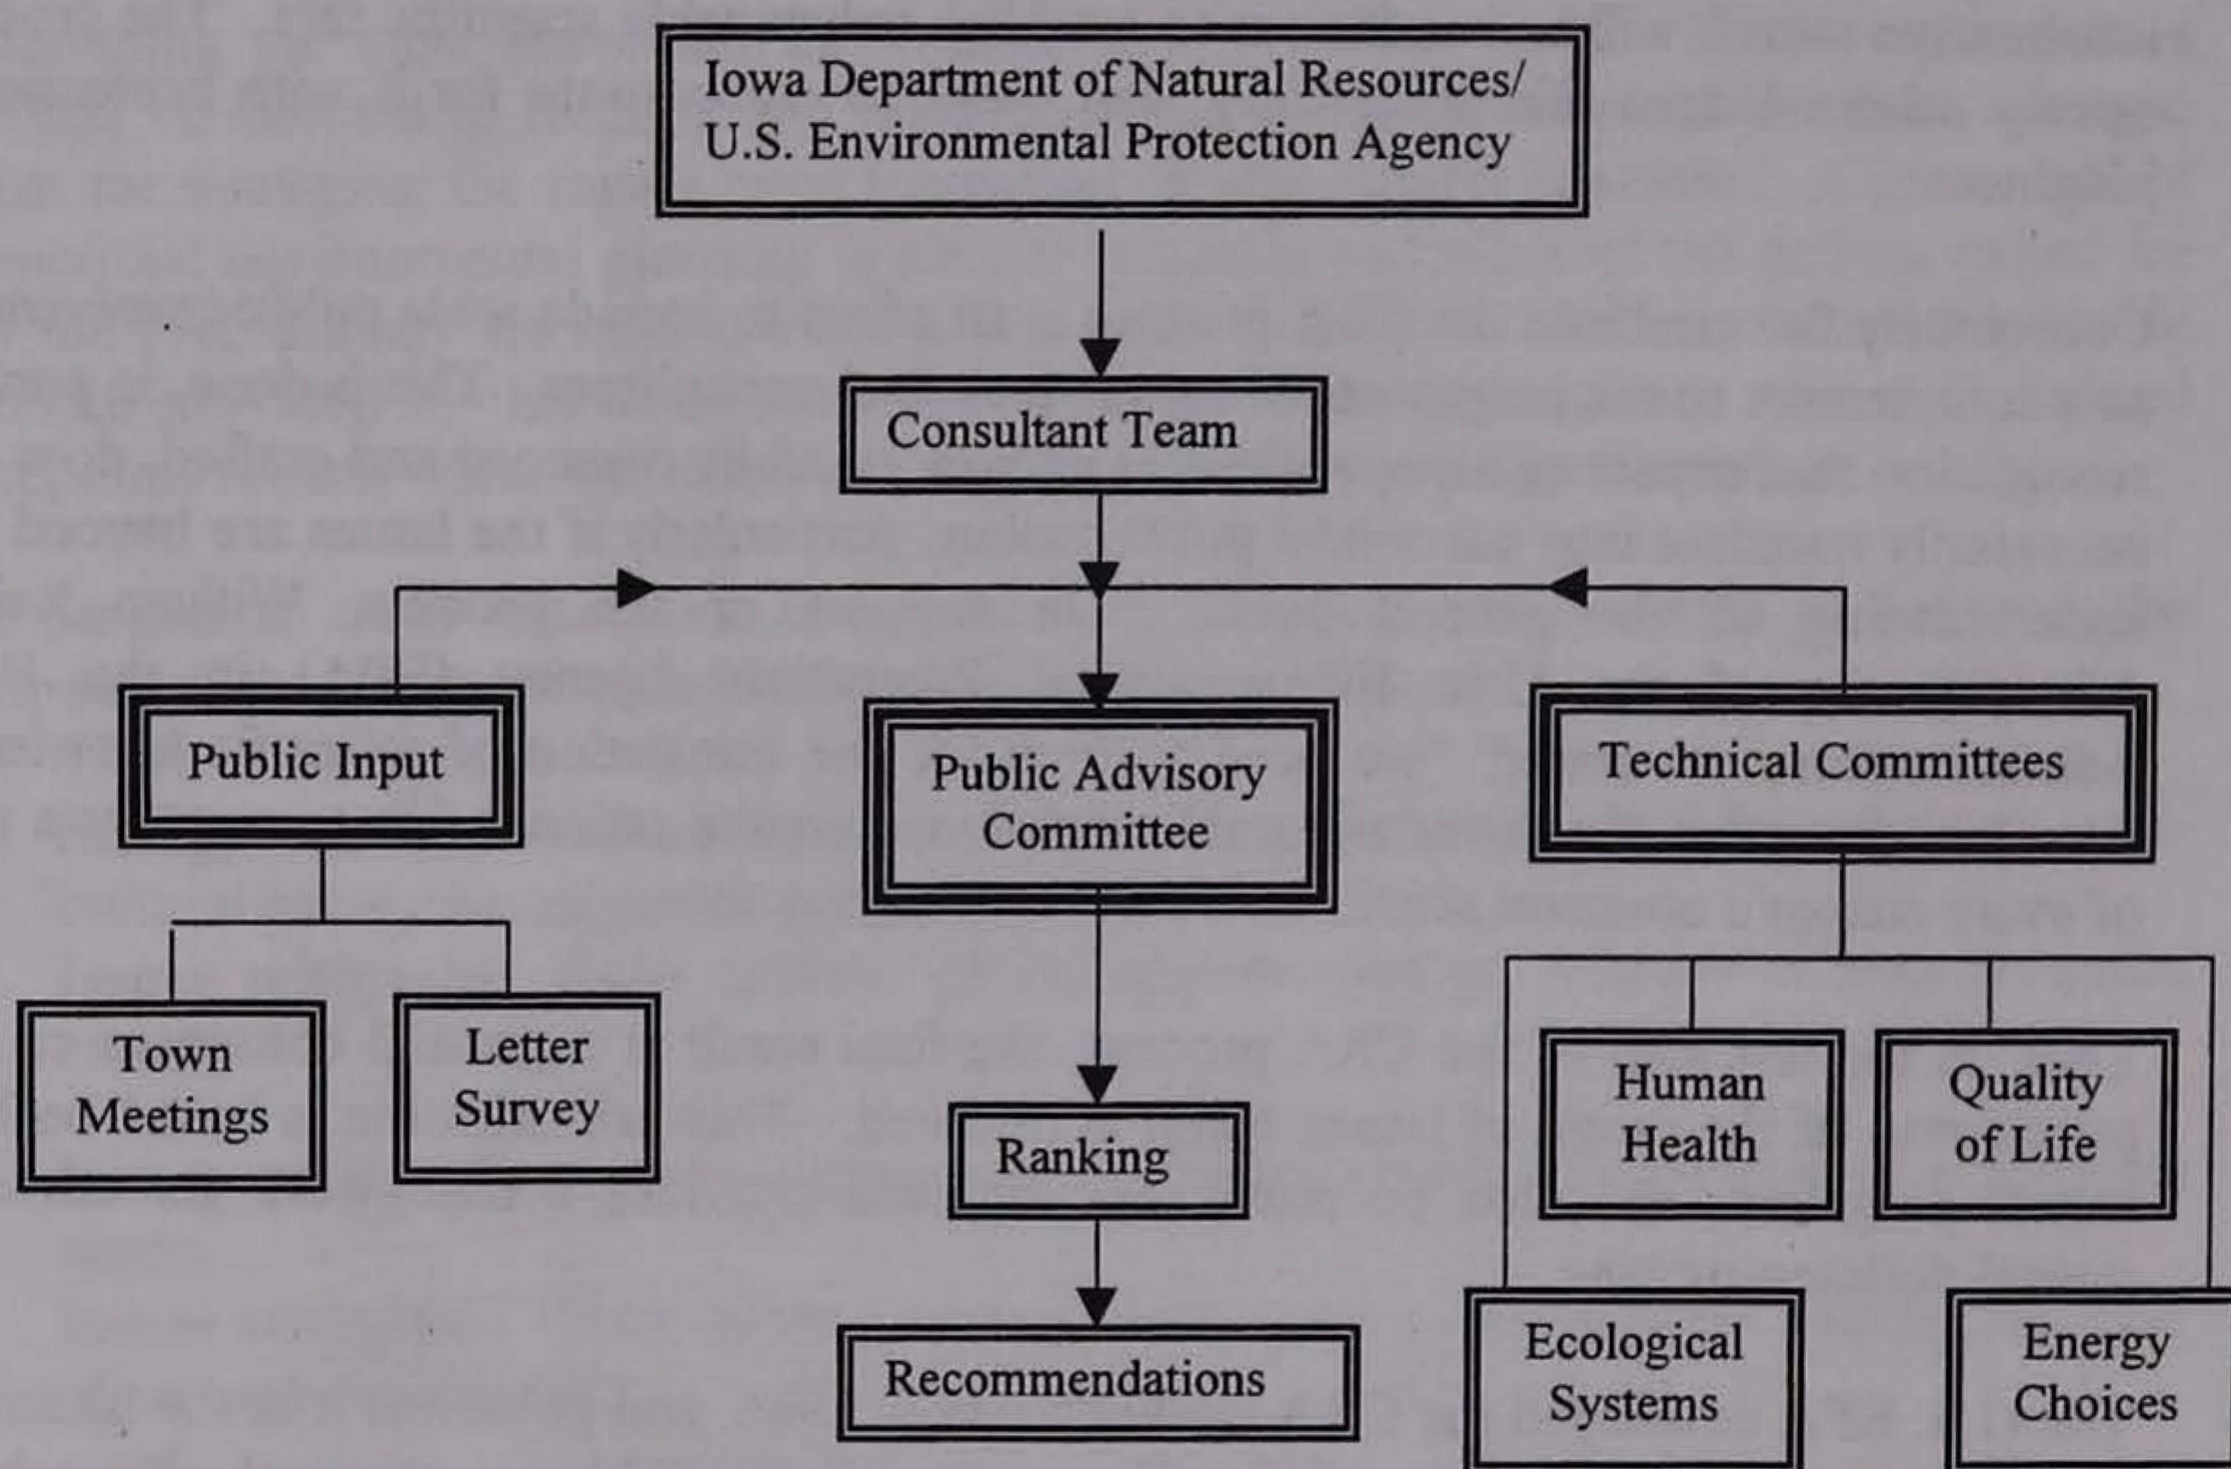 Iowa Department of Natural Resources/
U.S. Environmental Protection Agency
Consultant Team
Public Input
Public Advisory
Committee
Technical Committees
Town
Meetings
Letter
Survey
Ranking
Human
Health
Quality
of Life
Recommendations
Ecological
Systems
Energy
Choices